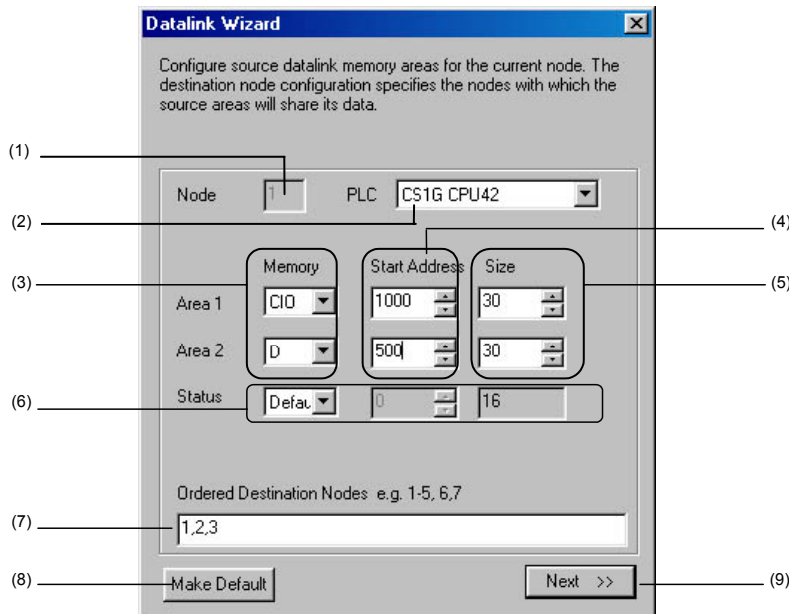 Datalink Wizard
Configure source datalink memory areas for the current node. The
destination node configuration specifies the nodes with which the
source areas will share its data.
(1)
Node 1 PLC CS1G CPU42
(2)
(4)
Memory Start Address Size
(3)
(5)
Area 1 CIO 1000 30
Area 2 D 500 30
(6)
Status Defau 0 16
Ordered Destination Nodes e.g. 1-5, 6,7
(7) 1,2,3
(8) Make Default Next >> (9)